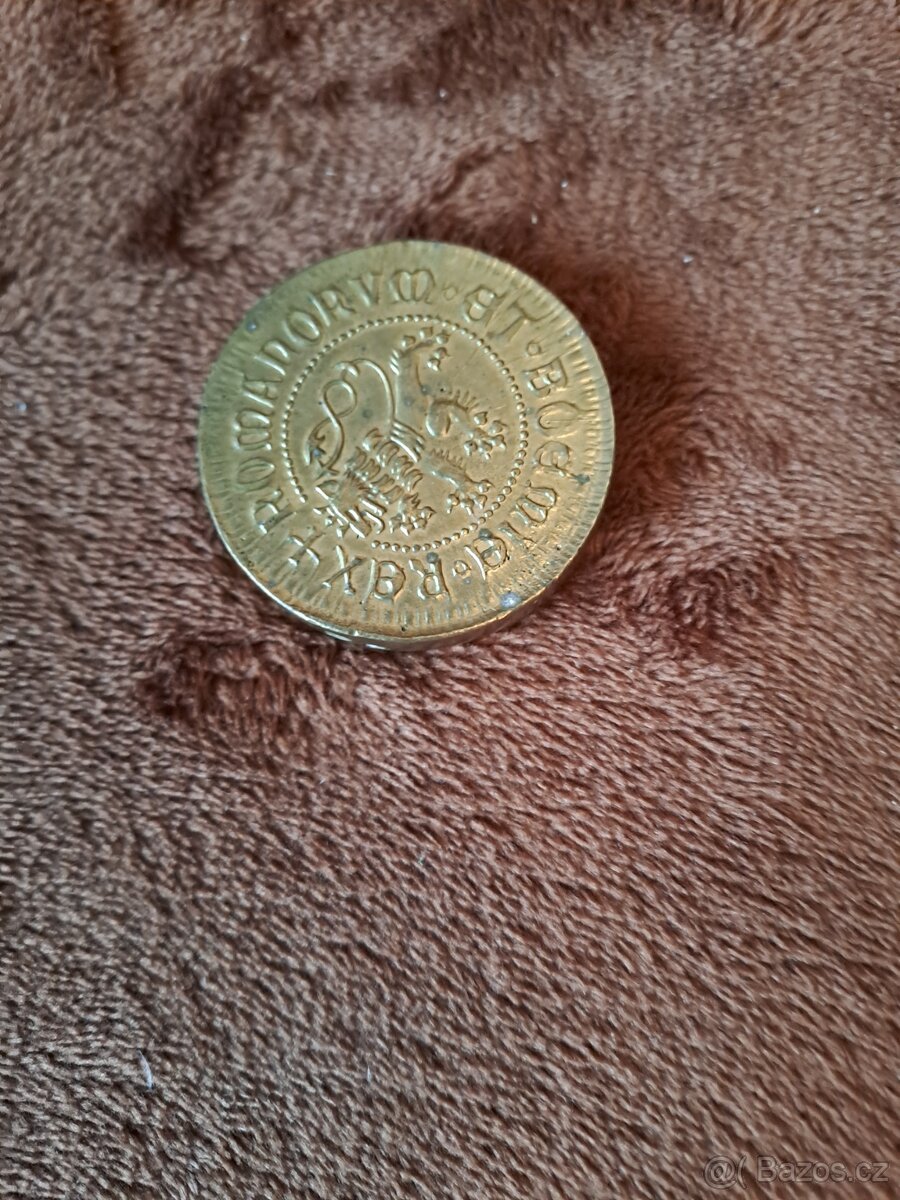 + ROMANORVM · ET · BOEMIE · REX
@( Bazos.cz